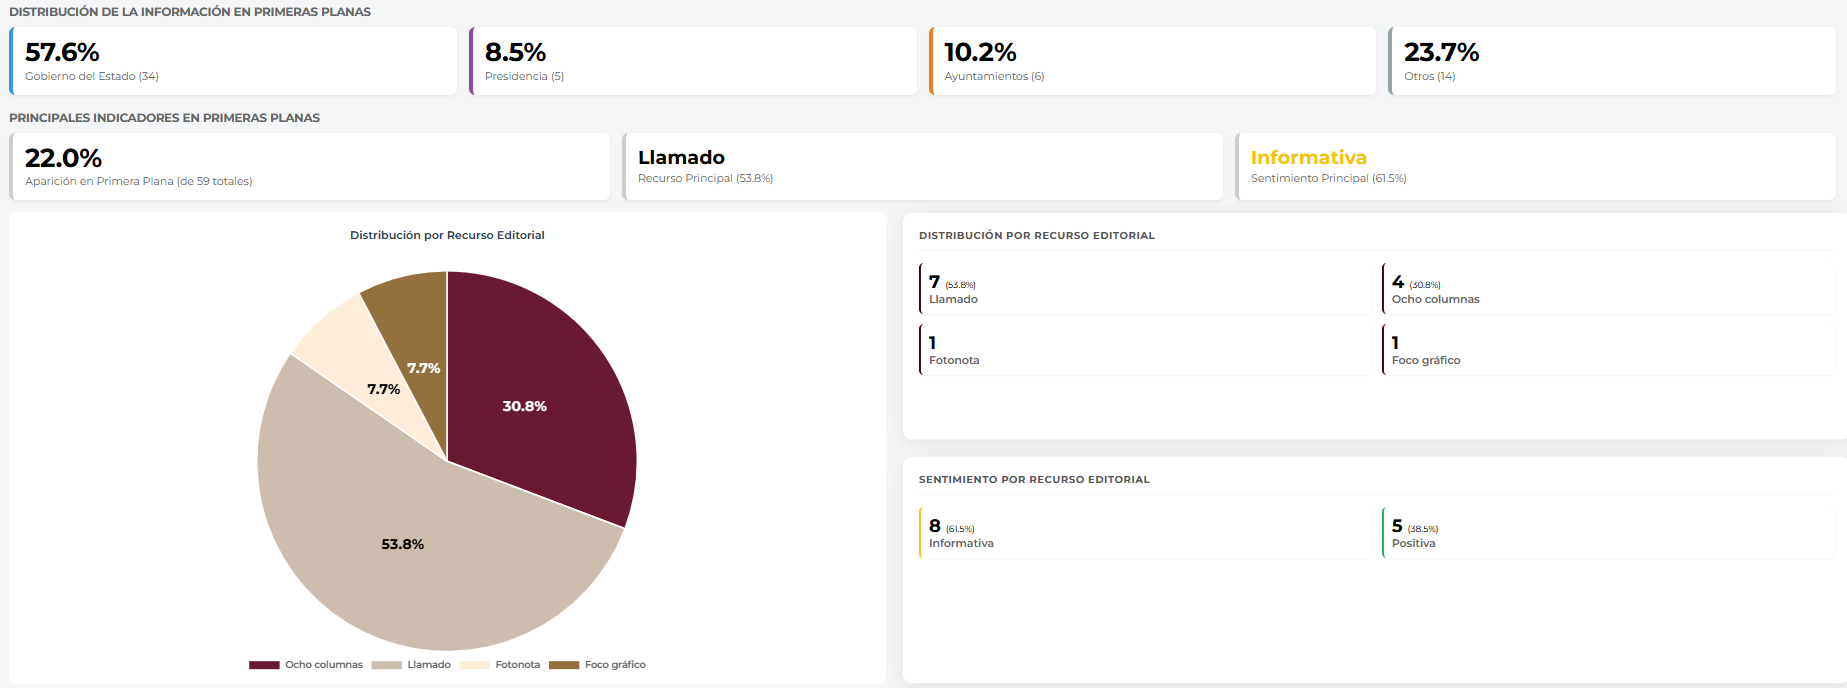 DISTRIBUCIÓN DE LA INFORMACIÓN EN PRIMERAS PLANAS
57.6%
Gobierno del Estado (34)
8.5%
Presidencia (5)
10.2%
Ayuntamientos (6)
23.7%
Otros (14)
PRINCIPALES INDICADORES EN PRIMERAS PLANAS
22.0%
Aparición en Primera Plana (de 59 totales)
Llamado
Recurso Principal (53.8%)
Informativa
Sentimiento Principal (61.5%)
Distribución por Recurso Editorial
7.7%
7.7%
30.8%
53.8%
Ocho columnas
Llamado
Fotonota
Foco gráfico
DISTRIBUCIÓN POR RECURSO EDITORIAL
7 (53.8%)
Llamado
4 (30.8%)
Ocho columnas
1
Fotonota
1
Foco gráfico
SENTIMIENTO POR RECURSO EDITORIAL
8 (61.5%)
Informativa
5 (38.5%)
Positiva